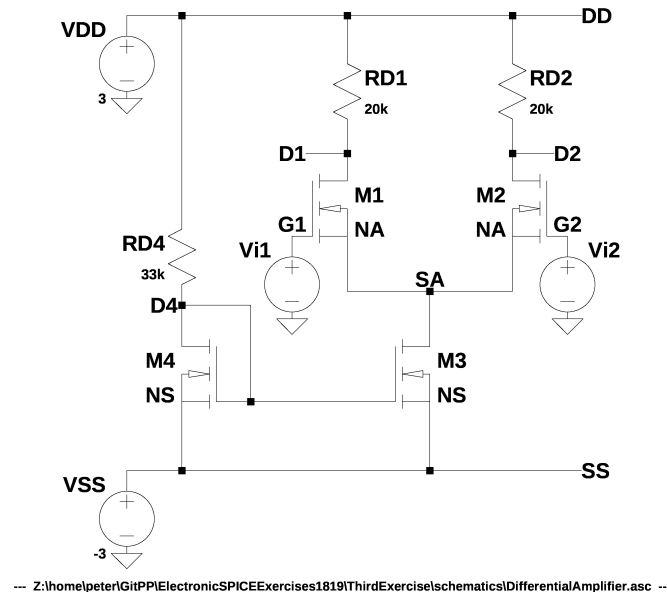 DD
VDD
3
RD1
20k
RD2
20k
D1
D2
M1
M2
G1
NA
NA
G2
RD4
33k
Vi1
Vi2
SA
D4
M4
M3
NS
NS
SS
VSS
-3
--- Z:\home\peter\GitPP\ElectronicSPICEExercises1819\ThirdExercise\schematics\DifferentialAmplifier.asc --